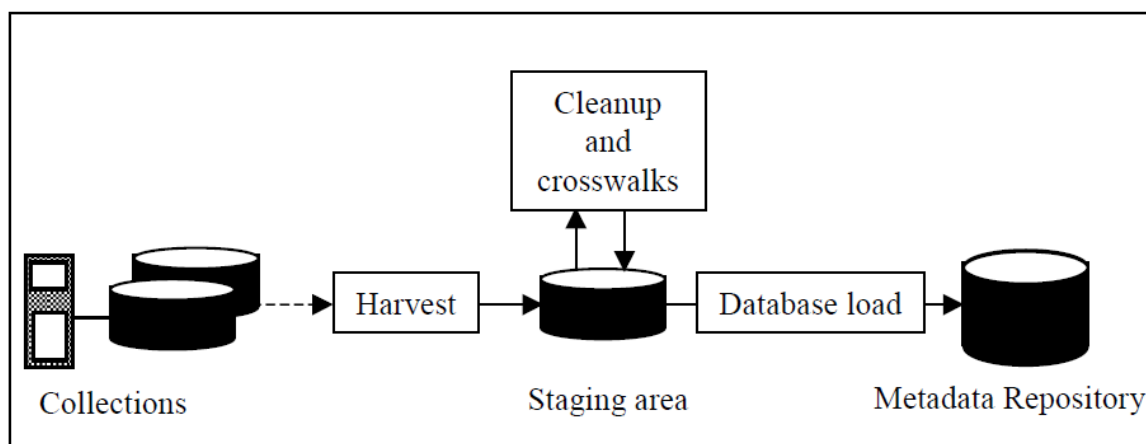 Cleanup
and
crosswalks
Harvest
Database load
Collections
Staging area
Metadata Repository